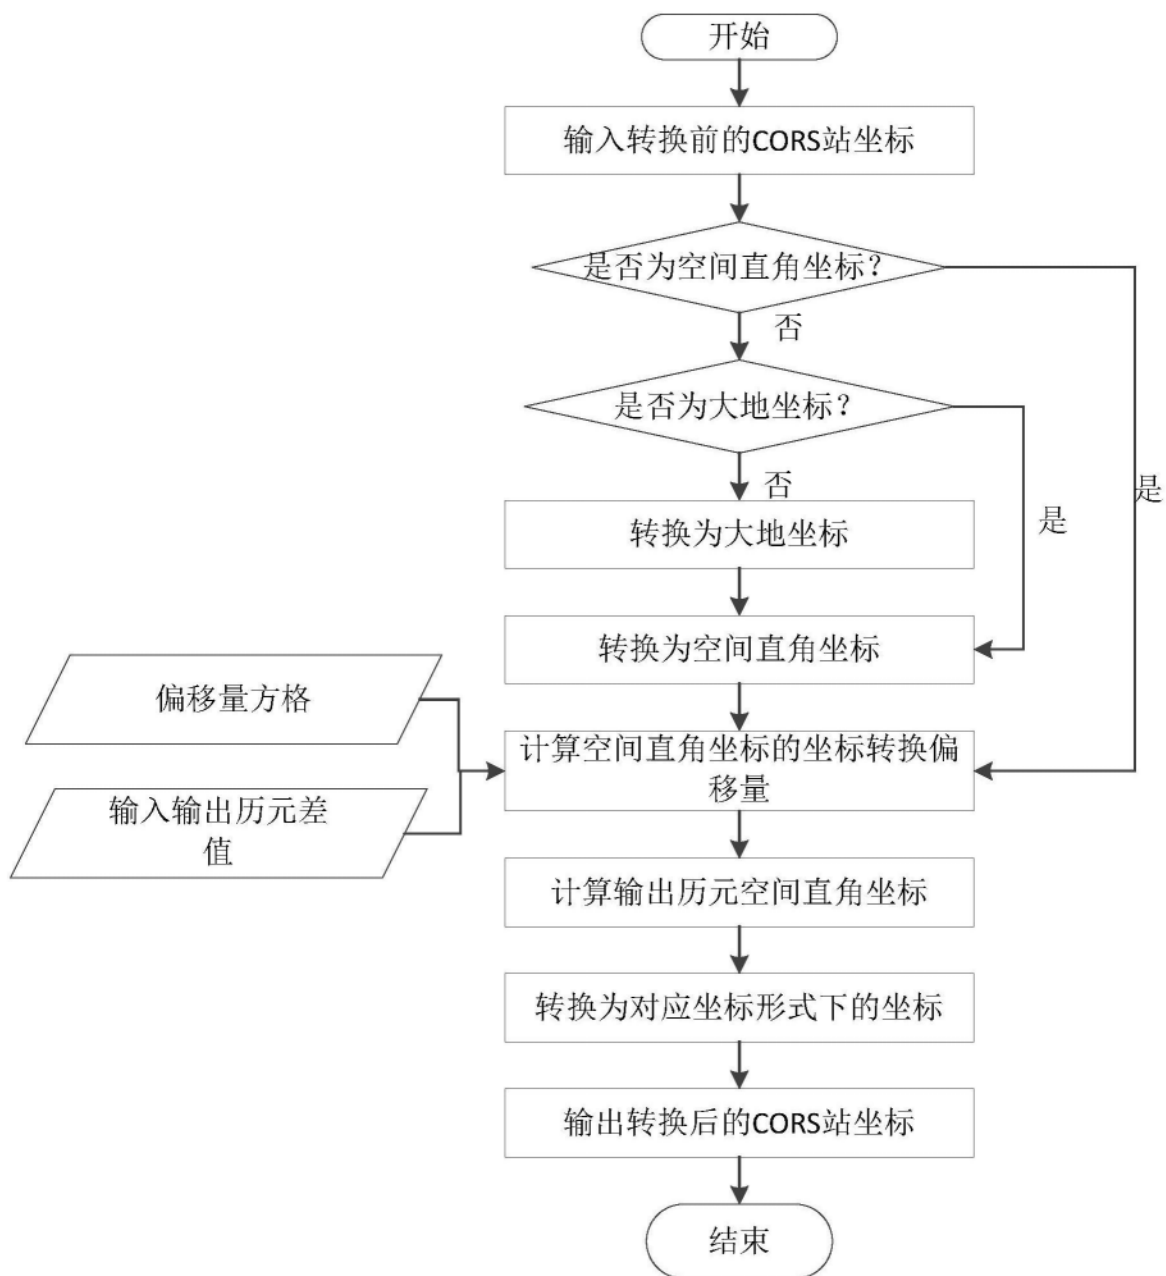 开始
输入转换前的CORS站坐标
是否为空间直角坐标？
否
是否为大地坐标？
否
是
是
转换为大地坐标
转换为空间直角坐标
偏移量方格
计算空间直角坐标的坐标转换偏
移量
输入输出历元差
值
计算输出历元空间直角坐标
转换为对应坐标形式下的坐标
输出转换后的CORS站坐标
结束